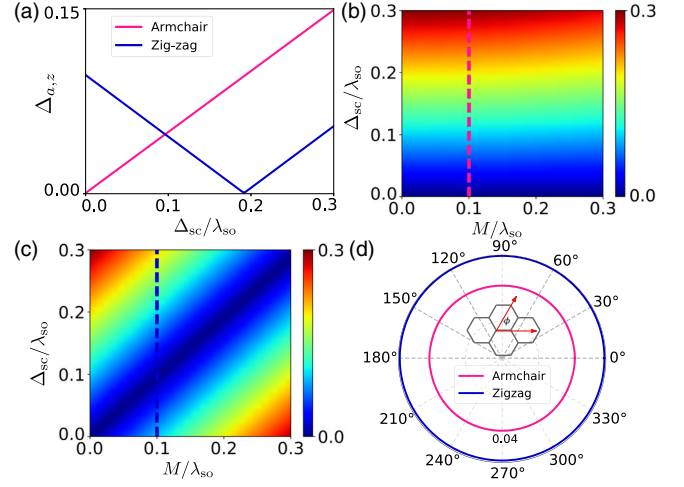 (a)
0.15
Armchair
Zig-zag
Δₐ,z
0.00
0.0
0.1
0.2
0.3
Δsc/λso
(b)
0.3
0.2
0.1
0.0
Δsc/λso
0.0
0.1
0.2
0.3
M/λso
0.3
0.0
(c)
0.3
0.2
0.1
0.0
Δsc/λso
0.0
0.1
0.2
0.3
M/λso
0.3
0.0
(d)
90°
120°
60°
150°
30°
ϕ
180°
0°
Armchair
Zigzag
210°
330°
0.04
240°
300°
270°